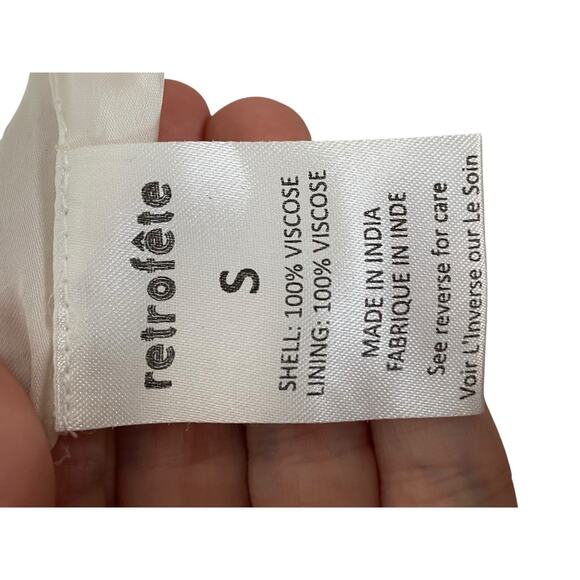 retrofête
S
SHELL: 100% VISCOSE
LINING: 100% VISCOSE
MADE IN INDIA
FABRIQUE IN INDE
See reverse for care
Voir L'Inverse our Le Soin